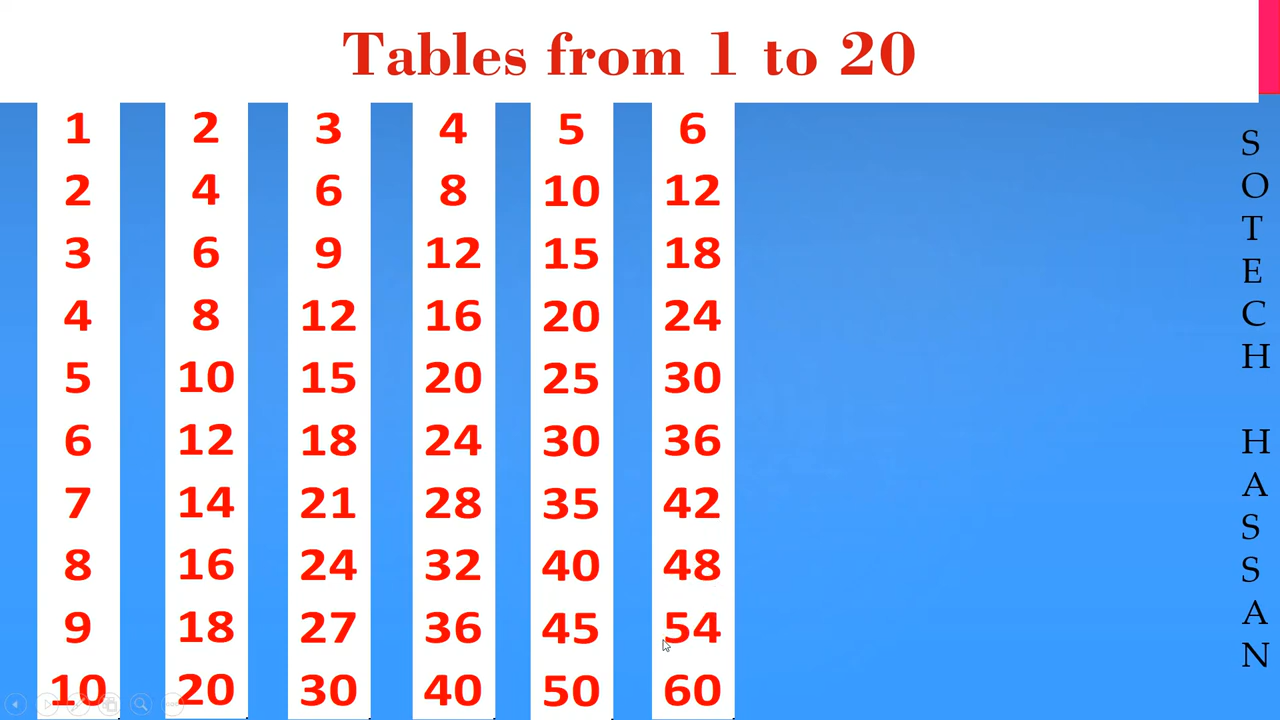 Tables from 1 to 20
1 2 3 4 5 6
2 4 6 8 10 12
3 6 9 12 15 18
4 8 12 16 20 24
5 10 15 20 25 30
6 12 18 24 30 36
7 14 21 28 35 42
8 16 24 32 40 48
9 18 27 36 45 54
10 20 30 40 50 60
SOTECH HASSAN